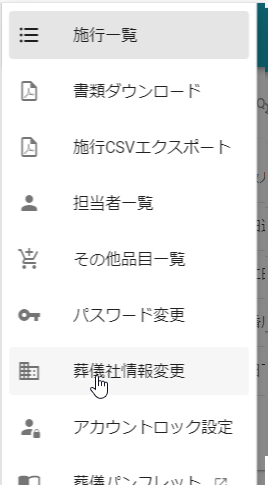 施行一覧
書類ダウンロード
施行CSVエクスポート
担当者一覧
その他品目一覧
パスワード変更
葬儀社情報変更
アカウントロック設定
葬儀パンフレット